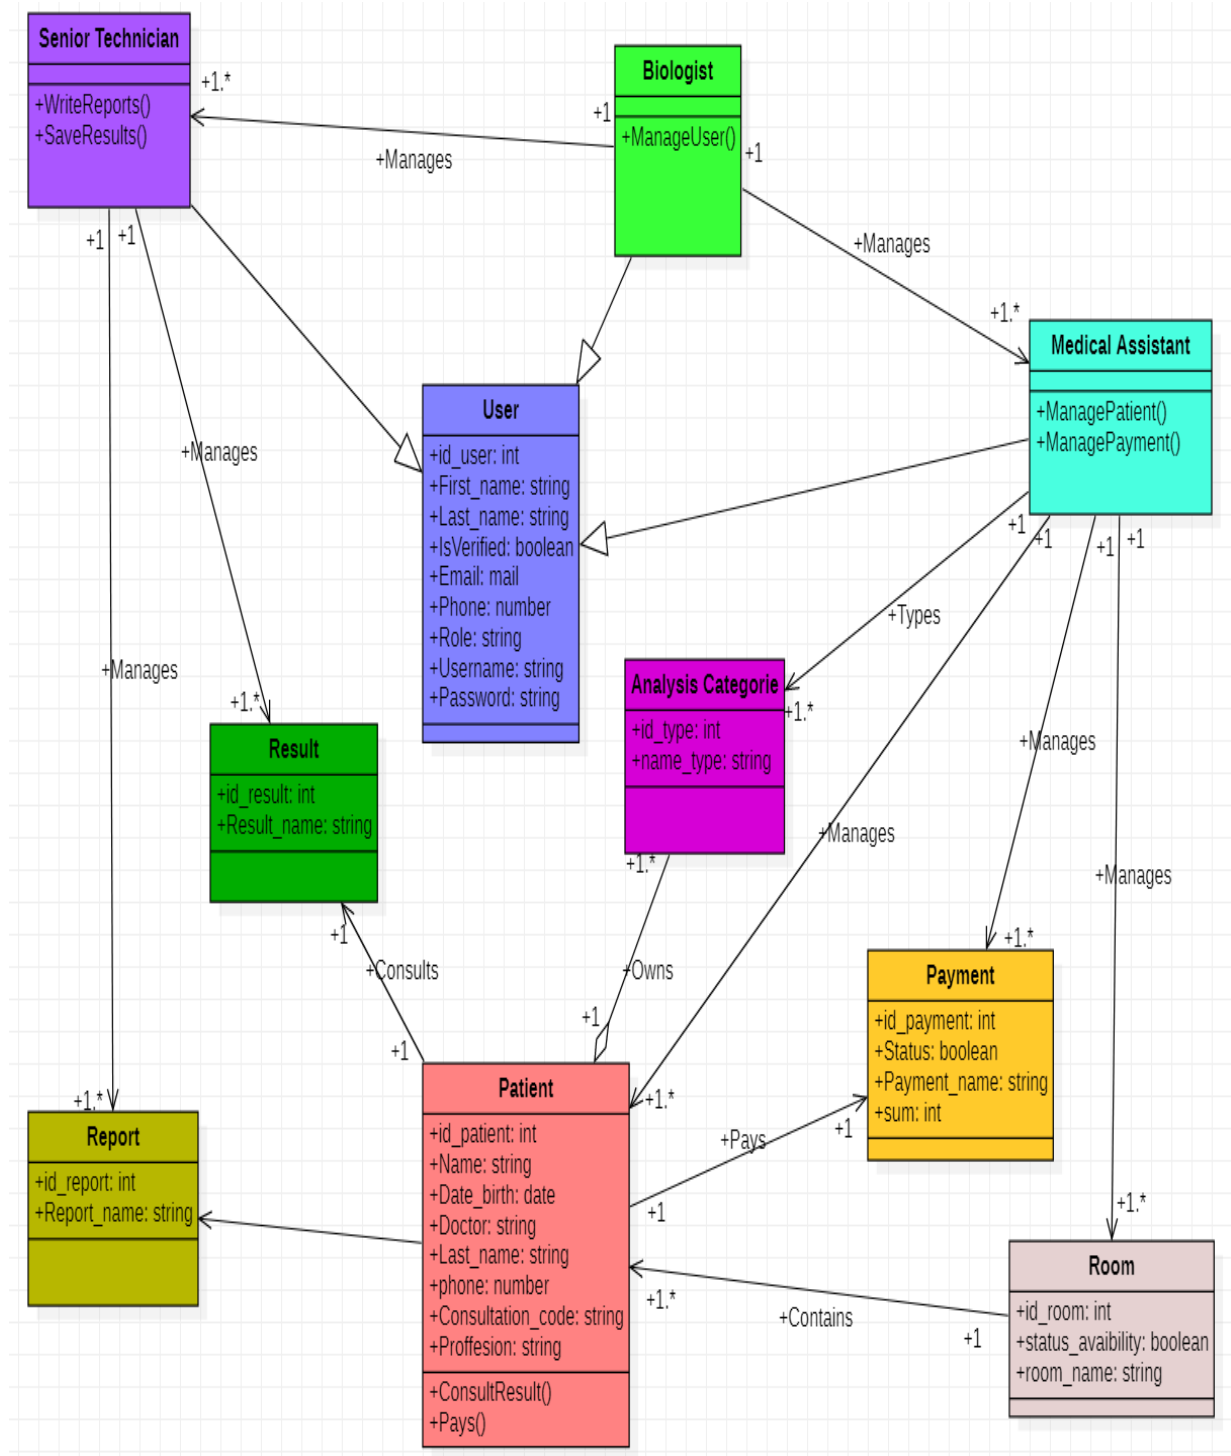 Senior Technician
+WriteReports()
+SaveResults()
+1.*
+Manages
+1
Biologist
+ManageUser()
+1
+Manages
+1.*
Medical Assistant
+ManagePatient()
+ManagePayment()
+1
+1
+Manages
+Manages
User
+id_user: int
+First_name: string
+Last_name: string
+IsVerified: boolean
+Email: mail
+Phone: number
+Role: string
+Username: string
+Password: string
+1
+1
+1
+1
+Types
+Manages
+Manages
+Manages
+1.*
Result
+id_result: int
+Result_name: string
Analysis Categorie
+id_type: int
+name_type: string
+1.*
+1.*
+1
+Consults
+1
+Owns
+1
+1.*
Payment
+id_payment: int
+Status: boolean
+Payment_name: string
+sum: int
+1.*
Report
+id_report: int
+Report_name: string
Patient
+id_patient: int
+Name: string
+Date_birth: date
+Doctor: string
+Last_name: string
+phone: number
+Consultation_code: string
+Proffesion: string
+ConsultResult()
+Pays()
+1.*
+Pays
+1
+1
+1.*
+Contains
+1
+1.*
Room
+id_room: int
+status_avaibility: boolean
+room_name: string